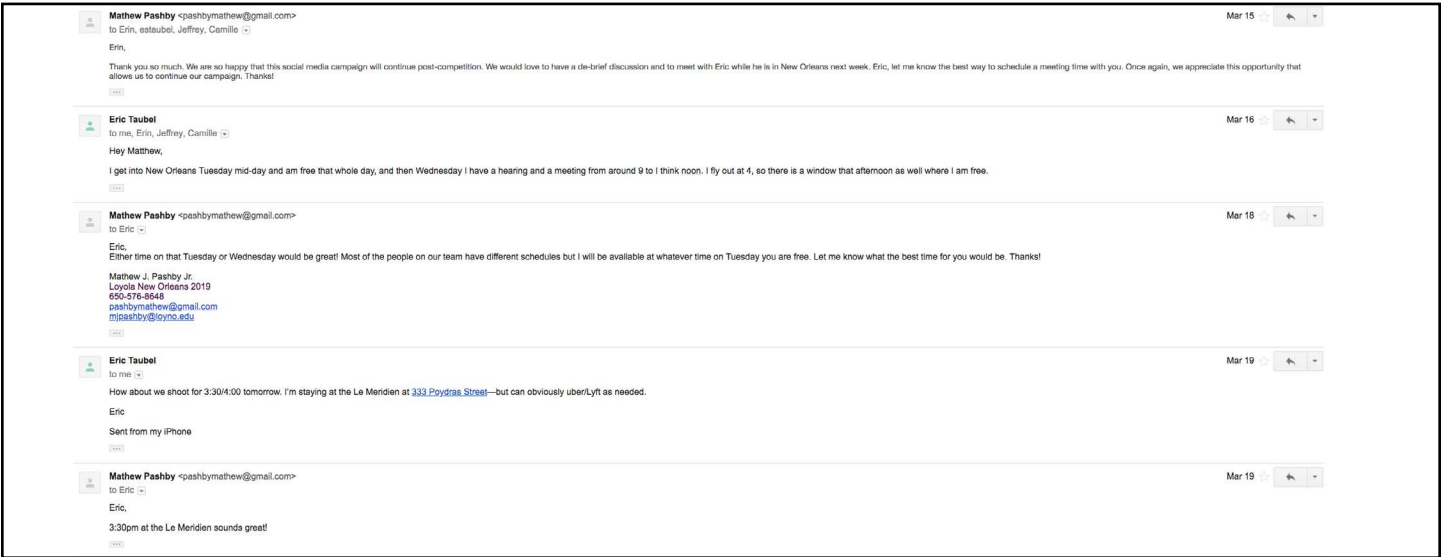 Mathew Pashby <pashbymathew@gmail.com> Mar 15
to Erin, estaubel, Jeffrey, Camille
Erin,
Thank you so much. We are so happy that this social media campaign will continue post-competition. We would love to have a de-brief discussion and to meet with Eric while he is in New Orleans next week. Eric, let me know the best way to schedule a meeting time with you. Once again, we appreciate this opportunity that
allows us to continue our campaign. Thanks!
Eric Taubel Mar 16
to me, Erin, Jeffrey, Camille
Hey Matthew,
I get into New Orleans Tuesday mid-day and am free that whole day, and then Wednesday I have a hearing and a meeting from around 9 to I think noon. I fly out at 4, so there is a window that afternoon as well where I am free.
Mathew Pashby <pashbymathew@gmail.com> Mar 18
to Eric
Eric,
Either time on that Tuesday or Wednesday would be great! Most of the people on our team have different schedules but I will be available at whatever time on Tuesday you are free. Let me know what the best time for you would be. Thanks!
Mathew J. Pashby Jr.
Loyola New Orleans 2019
650-576-8648
pashbymathew@gmail.com
mjpashby@loyno.edu
Eric Taubel Mar 19
to me
How about we shoot for 3:30/4:00 tomorrow. I'm staying at the Le Meridien at 333 Poydras Street—but can obviously uber/Lyft as needed.
Eric
Sent from my iPhone
Mathew Pashby <pashbymathew@gmail.com> Mar 19
to Eric
Eric,
3:30pm at the Le Meridien sounds great!